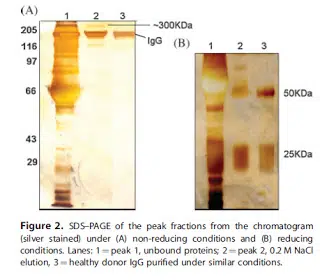 (A)
1 2 3
~300KDa
205
IgG
116
97
66
43
29
(B)
1 2 3
50KDa
25KDa
Figure 2. SDS–PAGE of the peak fractions from the chromatogram
(silver stained) under (A) non-reducing conditions and (B) reducing
conditions. Lanes: 1 = peak 1, unbound proteins; 2 = peak 2, 0.2 M NaCl
elution, 3 = healthy donor IgG purified under similar conditions.